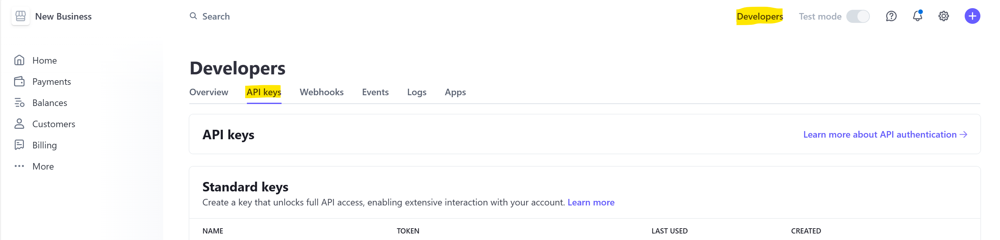 New Business
Search
Developers
Test mode
Home
Payments
Balances
Customers
Billing
More
Developers
Overview API keys Webhooks Events Logs Apps
API keys
Learn more about API authentication →
Standard keys
Create a key that unlocks full API access, enabling extensive interaction with your account. Learn more
NAME TOKEN LAST USED CREATED